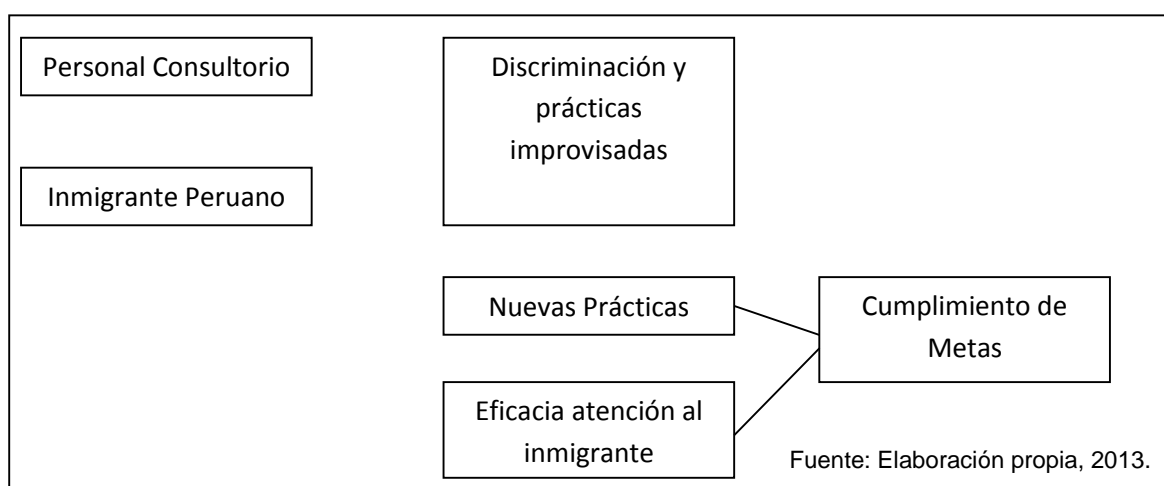 Personal Consultorio
Discriminación y
prácticas
improvisadas
Inmigrante Peruano
Nuevas Prácticas
Cumplimiento de
Metas
Eficacia atención al
inmigrante
Fuente: Elaboración propia, 2013.